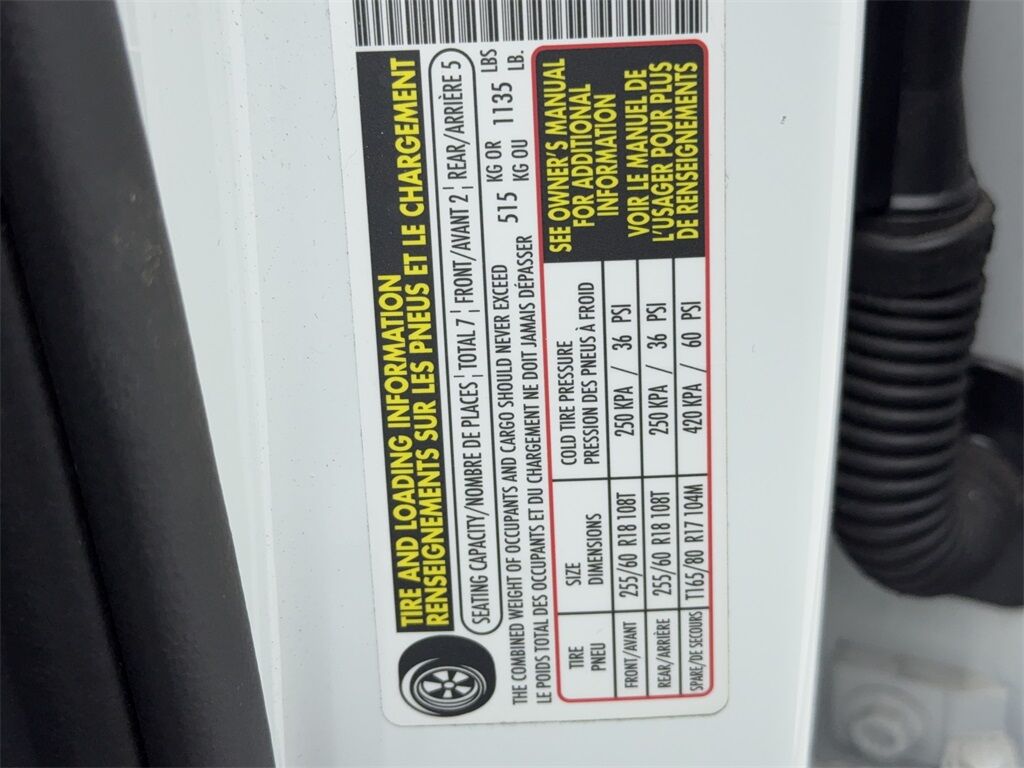 TIRE AND LOADING INFORMATION
RENSEIGNEMENTS SUR LES PNEUS ET LE CHARGEMENT
SEATING CAPACITY/NOMBRE DE PLACES | TOTAL 7 | FRONT/AVANT 2 | REAR/ARRIÈRE 5
THE COMBINED WEIGHT OF OCCUPANTS AND CARGO SHOULD NEVER EXCEED 515 KG OR 1135 LBS
LE POIDS TOTAL DES OCCUPANTS ET DU CHARGEMENT NE DOIT JAMAIS DÉPASSER KG OU LB.
TIRE
PNEU
SIZE
DIMENSIONS
COLD TIRE PRESSURE
PRESSION DES PNEUS À FROID
FRONT/AVANT 255/60 R18 108T 250 KPA / 36 PSI
REAR/ARRIÈRE 255/60 R18 108T 250 KPA / 36 PSI
SPARE/DE SECOURS T165/80 R17 104M 420 KPA / 60 PSI
SEE OWNER'S MANUAL
FOR ADDITIONAL
INFORMATION
VOIR LE MANUEL DE
L'USAGER POUR PLUS
DE RENSEIGNEMENTS